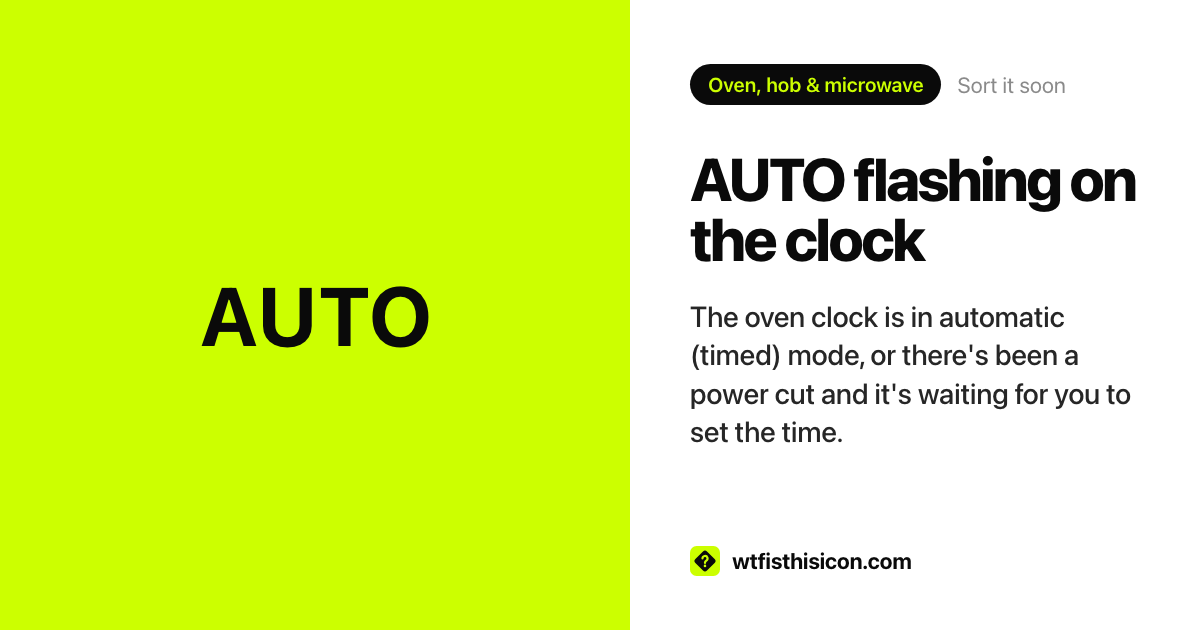 AUTO
Oven, hob & microwave
Sort it soon
AUTO flashing on
the clock
The oven clock is in automatic
(timed) mode, or there's been a
power cut and it's waiting for you to
set the time.
?
wtfisthisicon.com